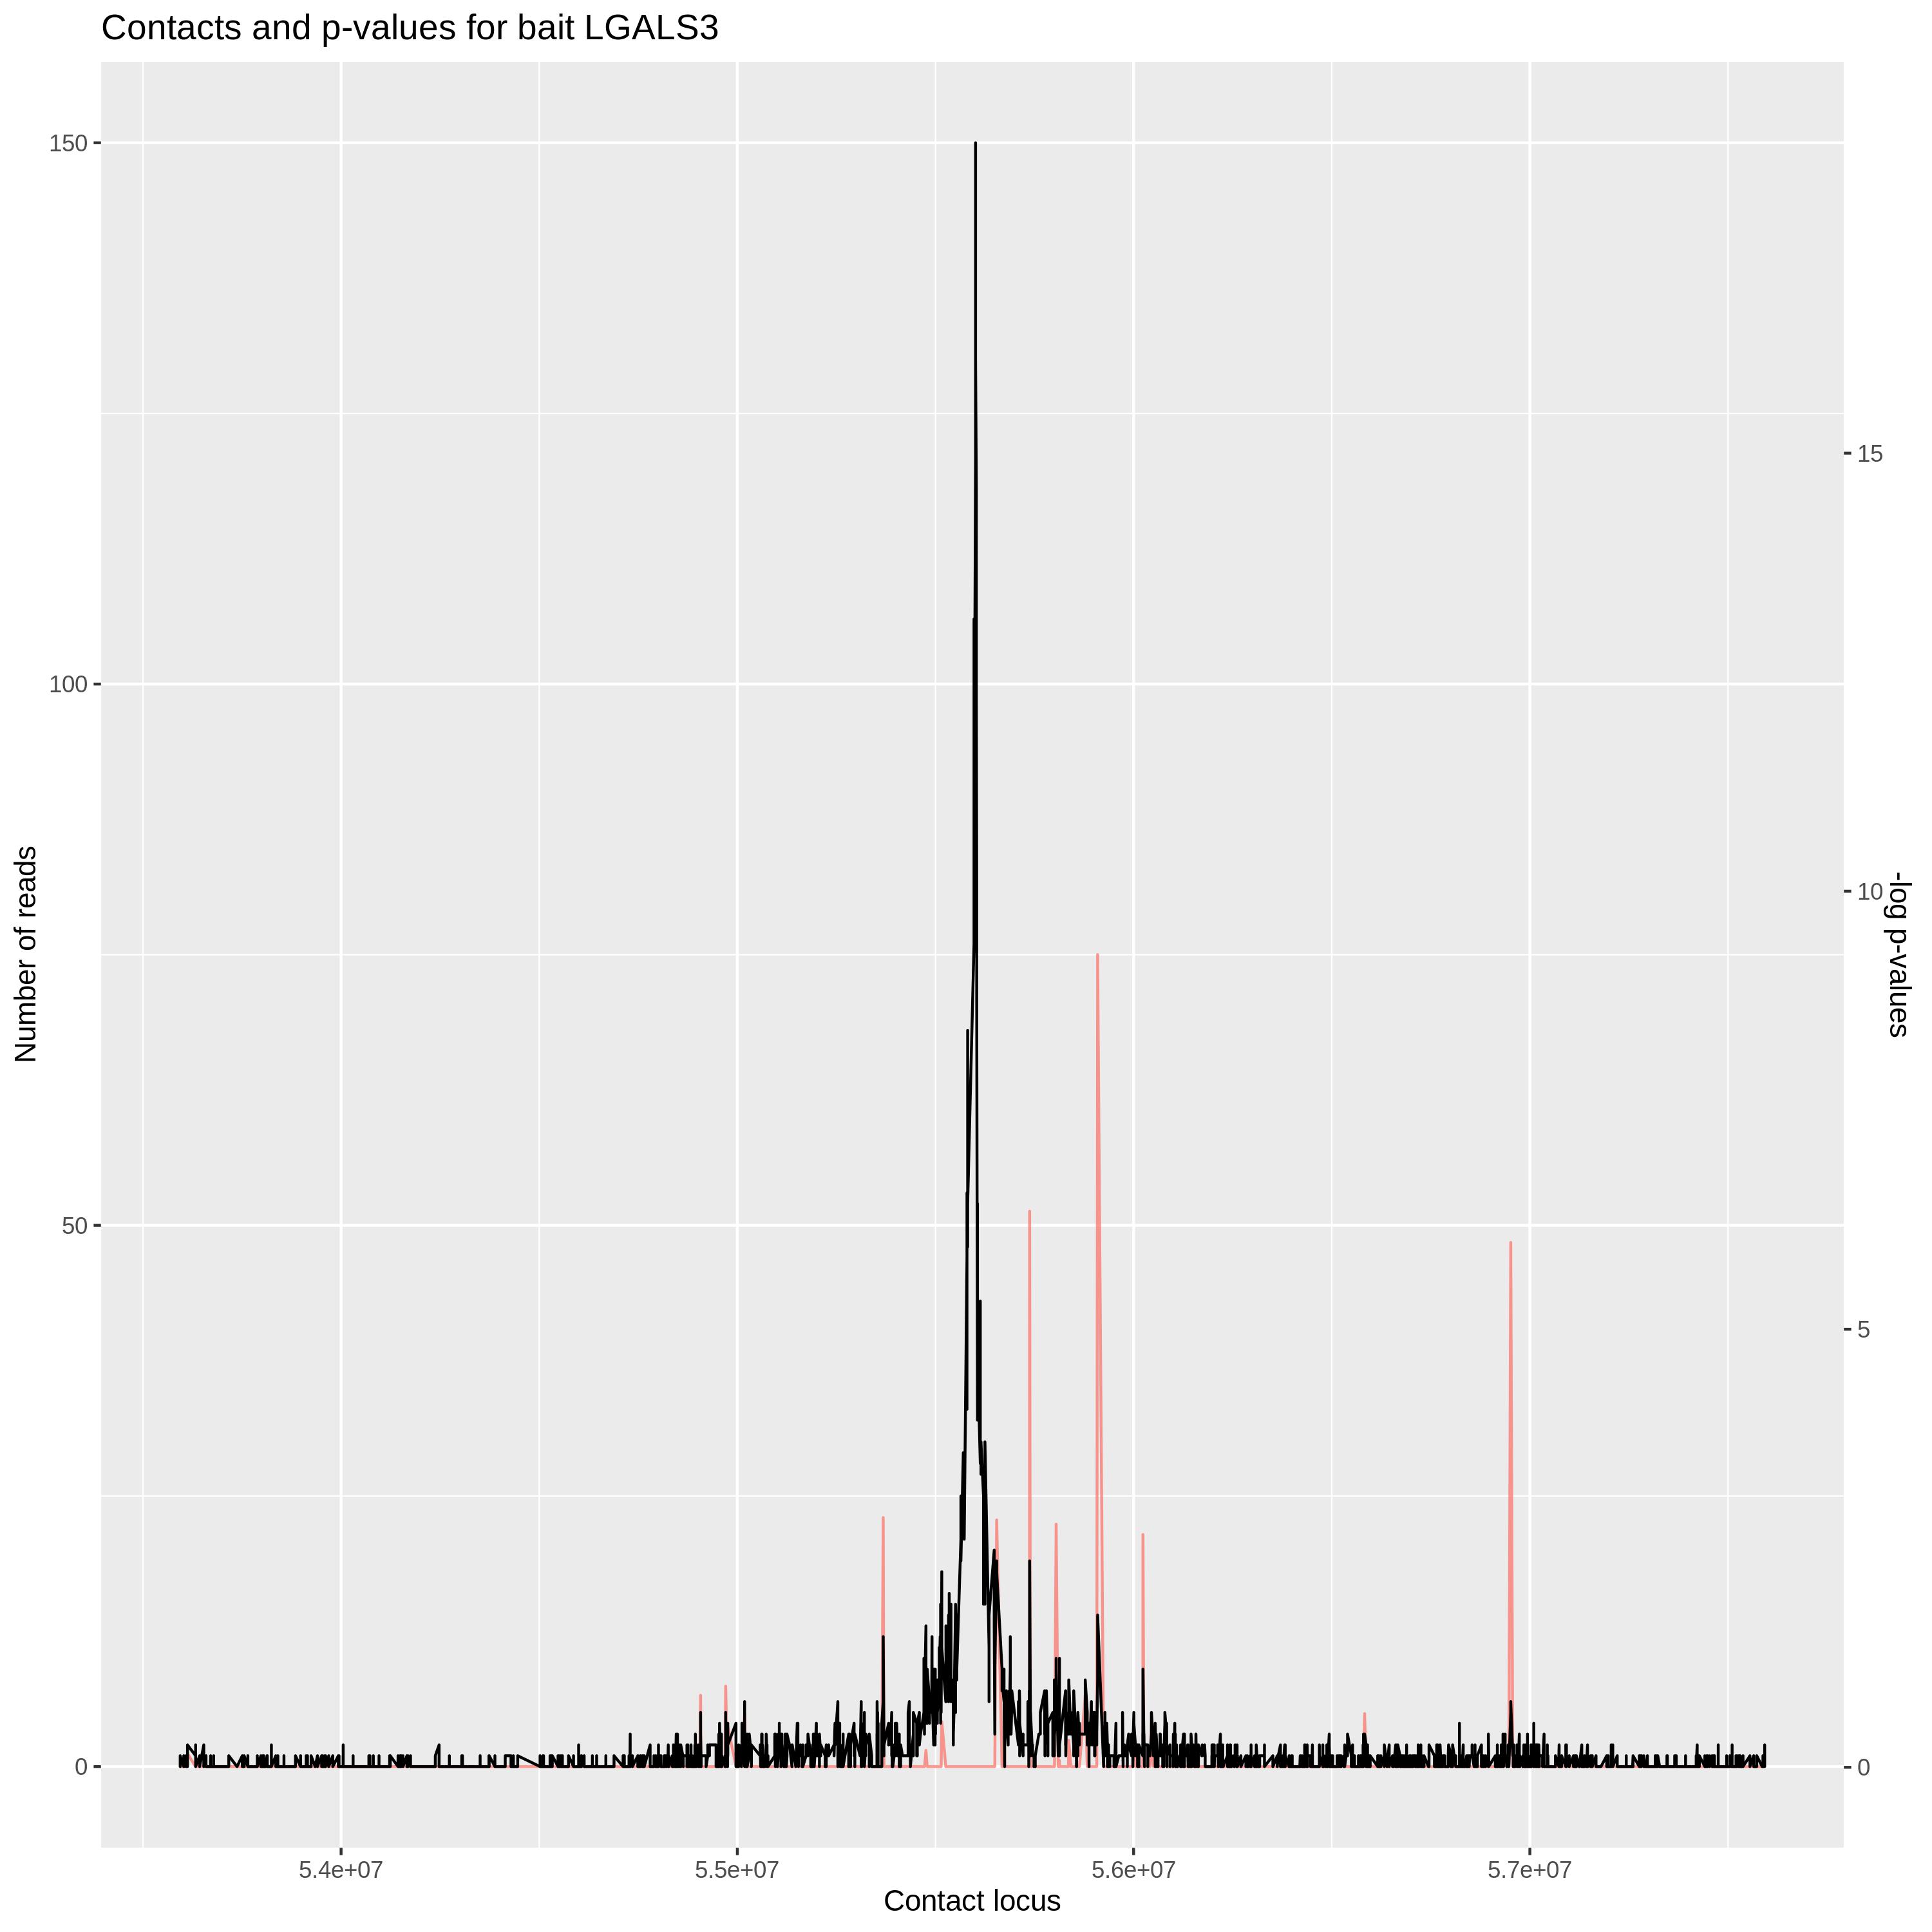 Contacts and p-values for bait LGALS3
150
100
50
0
Number of reads
15
10
5
0
-log p-values
5.4e+07
5.5e+07
5.6e+07
5.7e+07
Contact locus